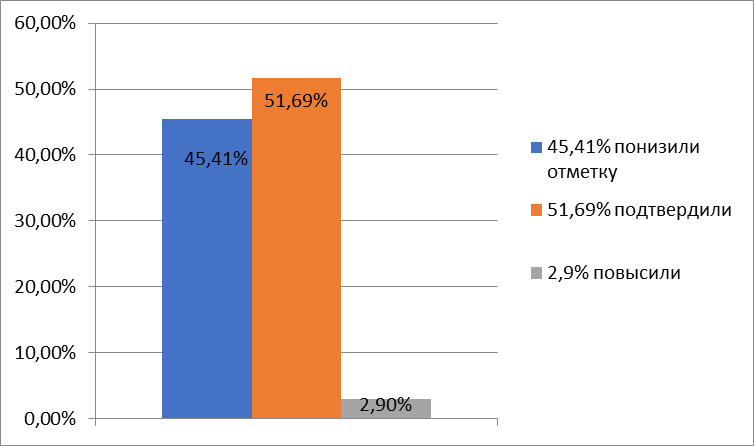 60,00%
50,00%
40,00%
30,00%
20,00%
10,00%
0,00%
45,41%
51,69%
2,90%
45,41% понизили
отметку
51,69% подтвердили
2,9% повысили